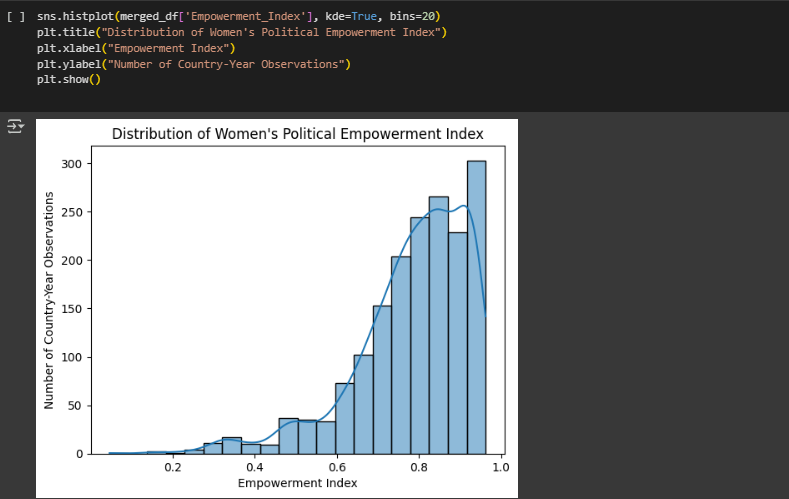 [ ] sns.histplot(merged_df['Empowerment_Index'], kde=True, bins=20)
plt.title("Distribution of Women's Political Empowerment Index")
plt.xlabel("Empowerment Index")
plt.ylabel("Number of Country-Year Observations")
plt.show()
Distribution of Women's Political Empowerment Index
Number of Country-Year Observations
300
250
200
150
100
50
0
0.2 0.4 0.6 0.8 1.0
Empowerment Index